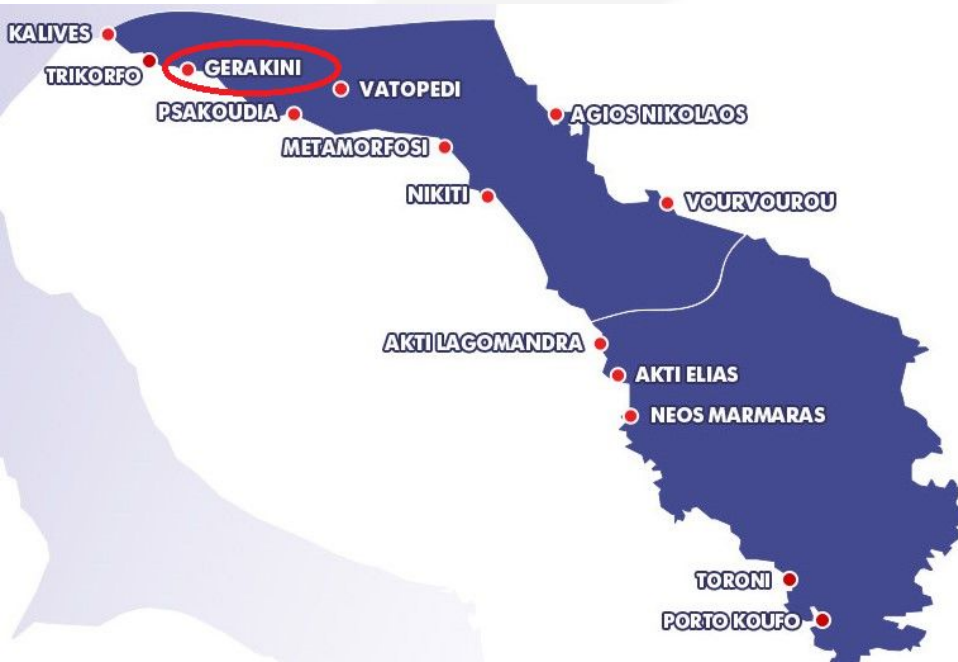 KALIVES
TRIKORFO
GERAKINI
VATOPEDI
PSAKOUDIA
AGIOS NIKOLAOS
METAMORFOSI
NIKITI
VOURVOUROU
AKTI LAGOMANDRA
AKTI ELIAS
NEOS MARMARAS
TORONI
PORTO KOUFO